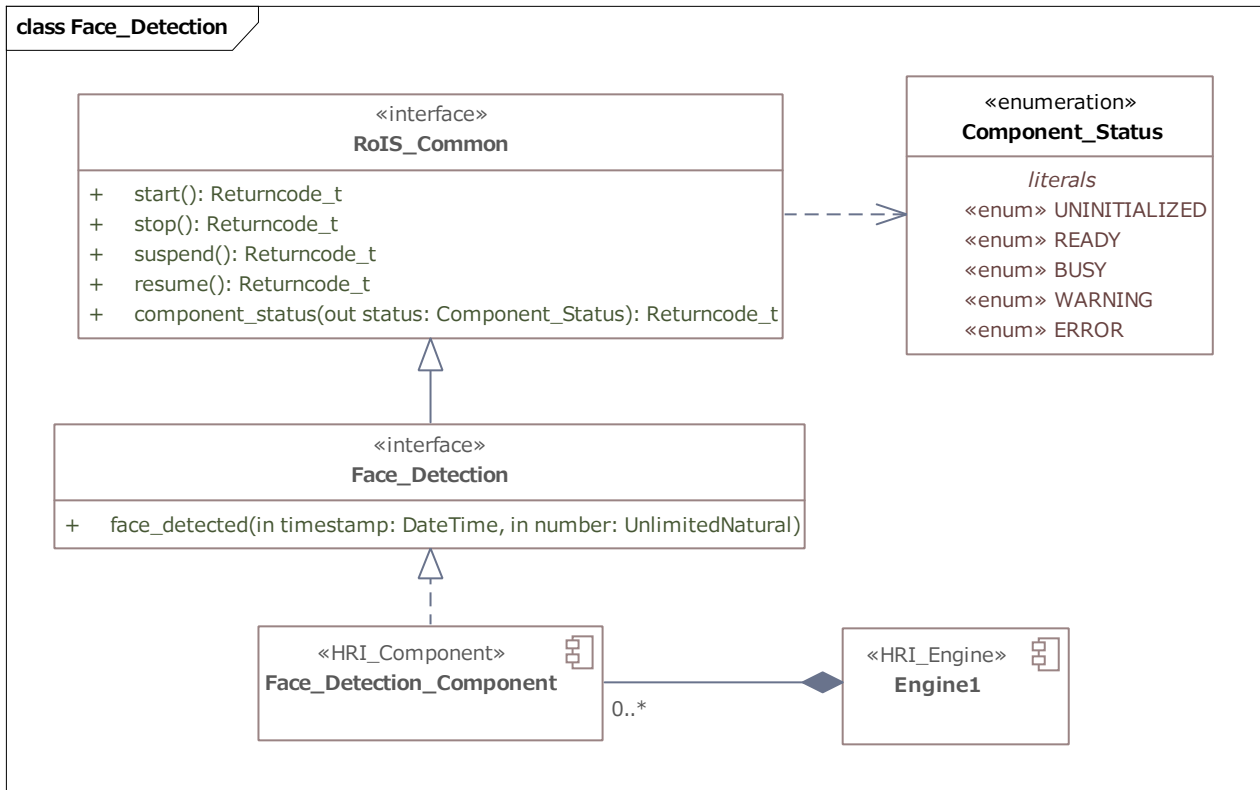 class Face_Detection
«interface»
RoIS_Common
+ start(): Returncode_t
+ stop(): Returncode_t
+ suspend(): Returncode_t
+ resume(): Returncode_t
+ component_status(out status: Component_Status): Returncode_t
«enumeration»
Component_Status
literals
«enum» UNINITIALIZED
«enum» READY
«enum» BUSY
«enum» WARNING
«enum» ERROR
«interface»
Face_Detection
+ face_detected(in timestamp: DateTime, in number: UnlimitedNatural)
«HRI_Component»
Face_Detection_Component
0..*
«HRI_Engine»
Engine1